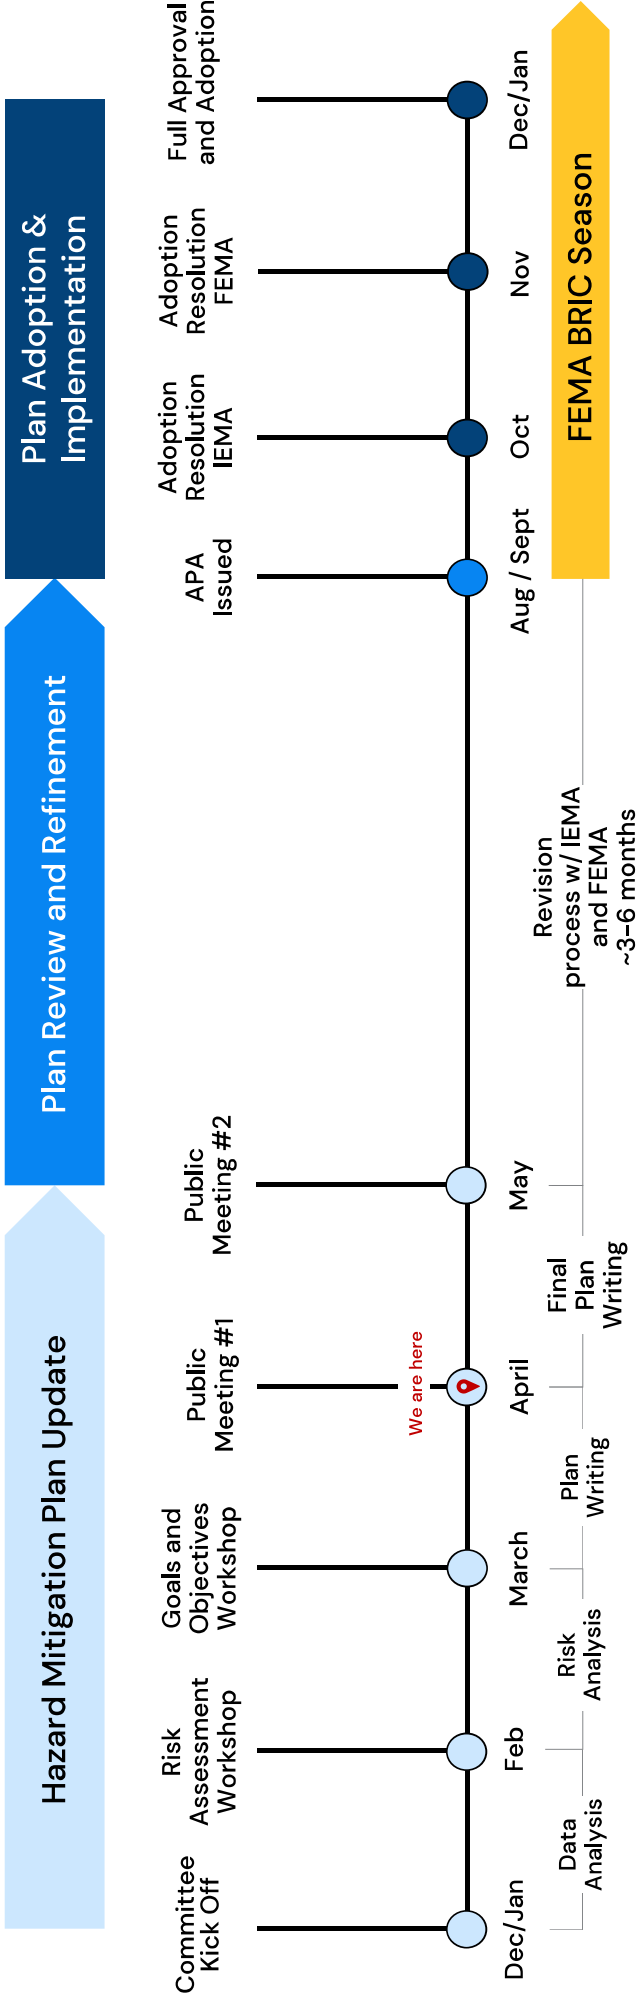 Hazard Mitigation Plan Update
Plan Review and Refinement
Plan Adoption &
Implementation
Committee
Kick Off
Risk
Assessment
Workshop
Goals and
Objectives
Workshop
Public
Meeting #1
Public
Meeting #2
APA
Issued
Adoption
Resolution
IEMA
Adoption
Resolution
FEMA
Full Approval
and Adoption
We are here
Dec/Jan
Feb
March
April
May
Aug / Sept
Oct
Nov
Dec/Jan
Data
Analysis
Risk
Analysis
Plan
Writing
Final
Plan
Writing
Revision
process w/ IEMA
and FEMA
~3-6 months
FEMA BRIC Season